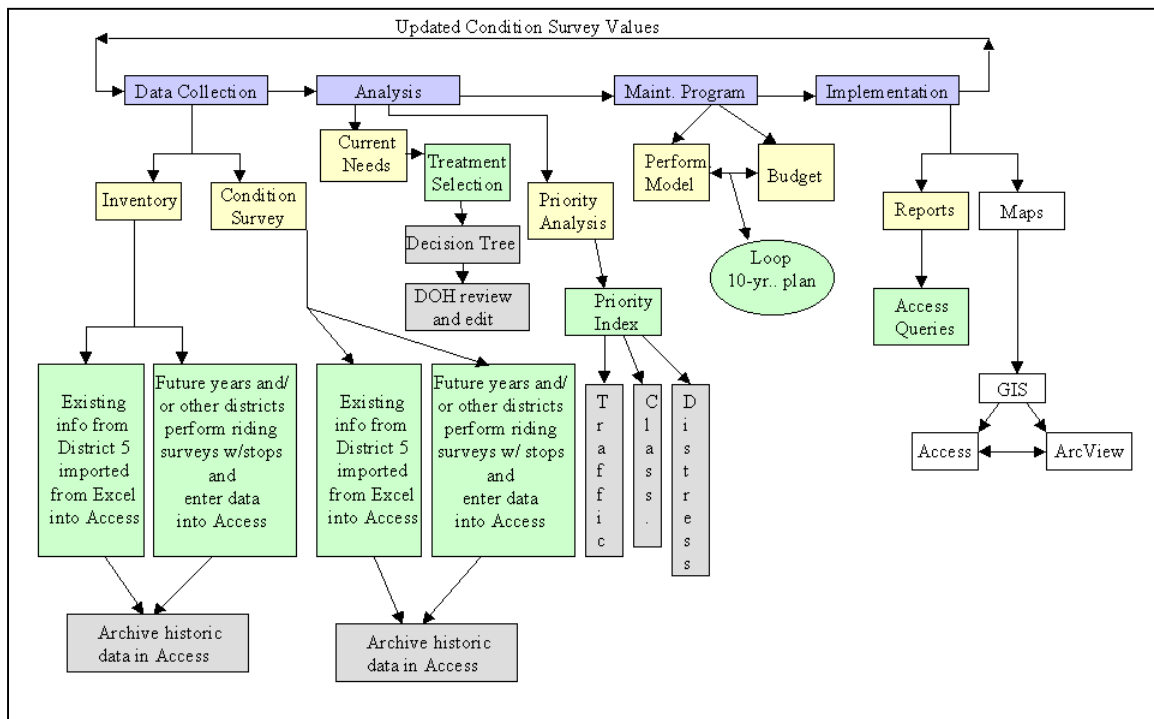 Updated Condition Survey Values
Data Collection
Analysis
Maint. Program
Implementation
Current
Needs
Treatment
Selection
Perform.
Model
Budget
Inventory
Condition
Survey
Priority
Analysis
Reports
Maps
Decision Tree
Loop
10-yr.. plan
DOH review
and edit
Priority
Index
Access
Queries
Existing
info from
District 5
imported
from Excel
into Access
Future years and/
or other districts
perform riding
surveys w/stops
and
enter data
into Access
Existing
info from
District 5
imported
from Excel
into Access
Future years and/
or other districts
perform riding
surveys w/ stops
and
enter data
into Access
T
r
a
f
f
i
c
C
l
a
s
s
.
D
i
s
t
r
e
s
s
GIS
Access
ArcView
Archive historic
data in Access
Archive historic
data in Access